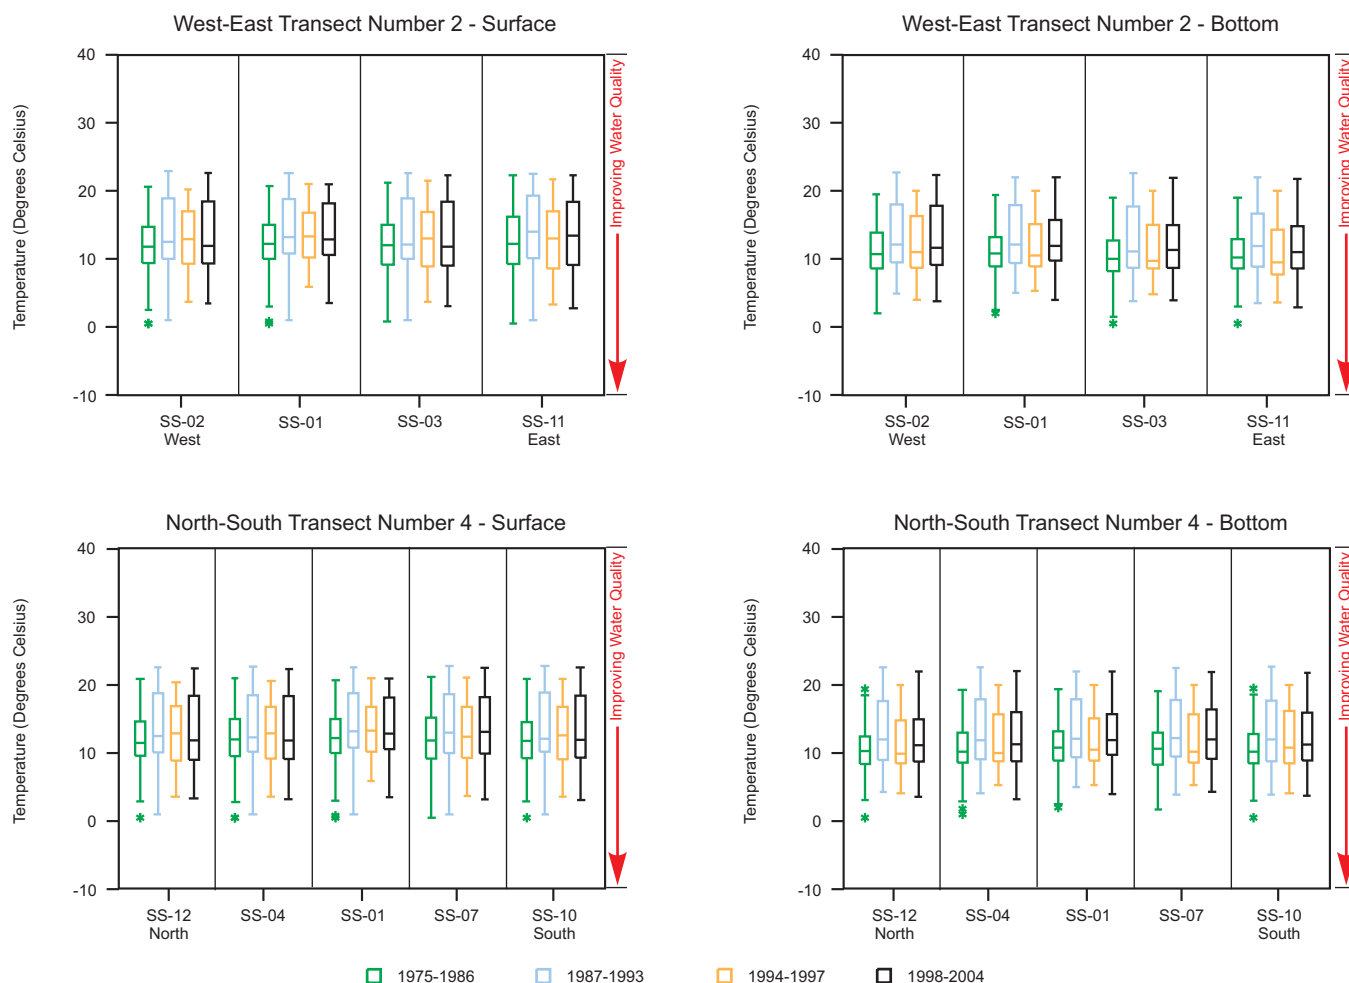 West-East Transect Number 2 - Surface
Temperature (Degrees Celsius)
40
30
20
10
0
-10
SS-02
West
SS-01
SS-03
SS-11
East
Improving Water Quality
West-East Transect Number 2 - Bottom
Temperature (Degrees Celsius)
40
30
20
10
0
-10
SS-02
West
SS-01
SS-03
SS-11
East
Improving Water Quality
North-South Transect Number 4 - Surface
Temperature (Degrees Celsius)
40
30
20
10
0
-10
SS-12
North
SS-04
SS-01
SS-07
SS-10
South
Improving Water Quality
North-South Transect Number 4 - Bottom
Temperature (Degrees Celsius)
40
30
20
10
0
-10
SS-12
North
SS-04
SS-01
SS-07
SS-10
South
Improving Water Quality
1975-1986
1987-1993
1994-1997
1998-2004